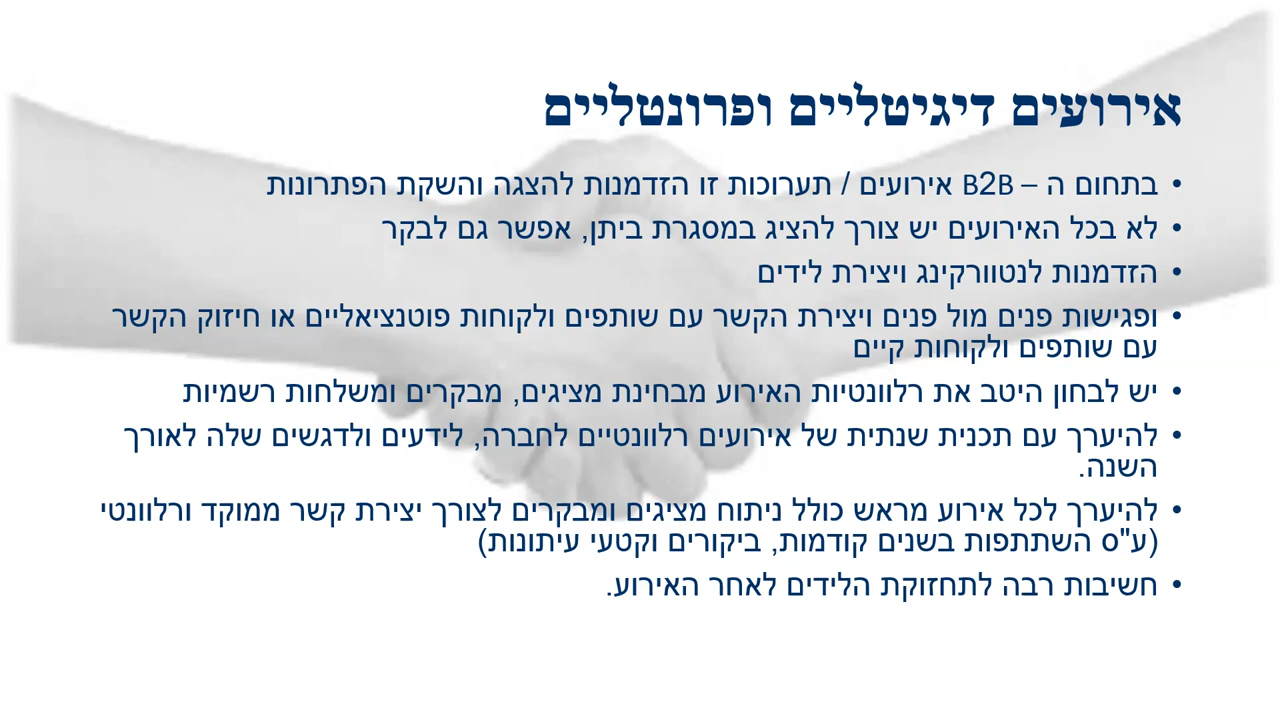 אירועים דיגיטליים ופרונטליים
• בתחום ה – B2B אירועים / תערוכות זו הזדמנות להצגה והשקת הפתרונות
• לא בכל האירועים יש צורך להציג במסגרת ביתן, אפשר גם לבקר
• הזדמנות לנטוורקינג ויצירת לידים
• ופגישות פנים מול פנים ויצירת הקשר עם שותפים ולקוחות פוטנציאליים או חיזוק הקשר
עם שותפים ולקוחות קיים
• יש לבחון היטב את רלוונטיות האירוע מבחינת מציגים, מבקרים ומשלחות רשמיות
• להיערך עם תכנית שנתית של אירועים רלוונטיים לחברה, לידעים ולדגשים שלה לאורך
השנה.
• להיערך לכל אירוע מראש כולל ניתוח מציגים ומבקרים לצורך יצירת קשר ממוקד ורלוונטי
(ע"ס השתתפות בשנים קודמות, ביקורים וקטעי עיתונות)
• חשיבות רבה לתחזוקת הלידים לאחר האירוע.